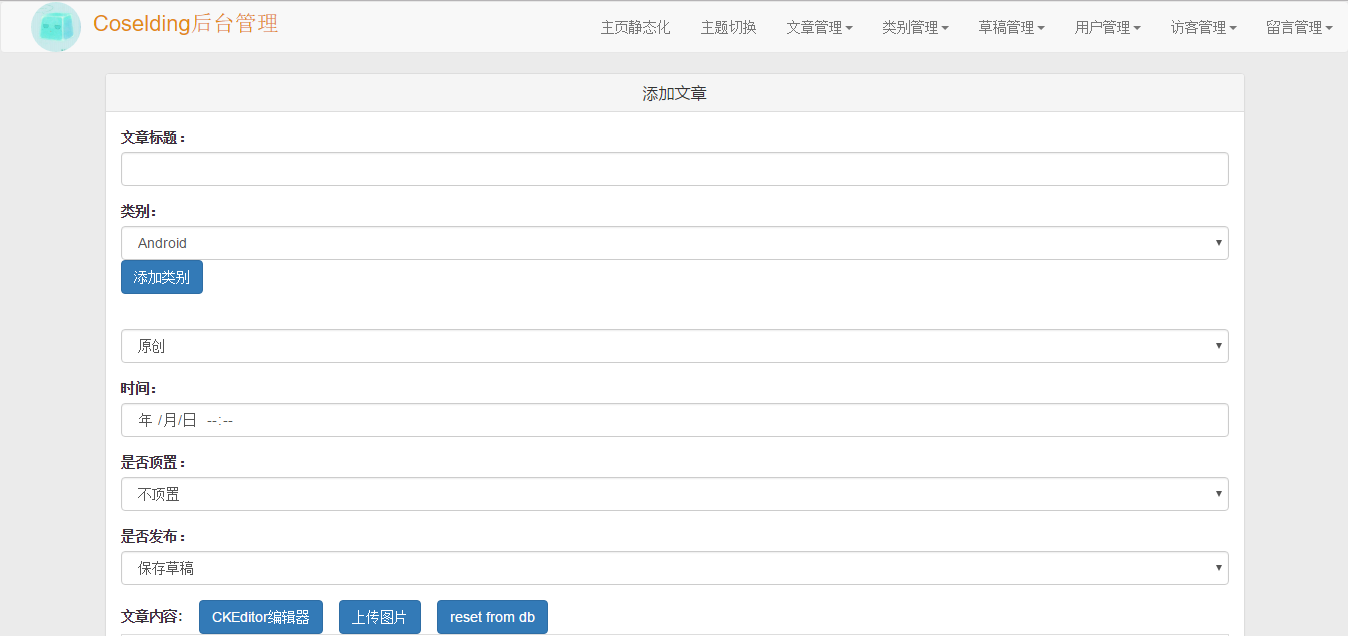 Coselding后台管理 主页静态化 主题切换 文章管理 类别管理 草稿管理 用户管理 访客管理 留言管理
添加文章
文章标题：
类别：
Android
添加类别
原创
时间：
年 /月/日 --:--
是否顶置：
不顶置
是否发布：
保存草稿
文章内容： CKEditor编辑器 上传图片 reset from db